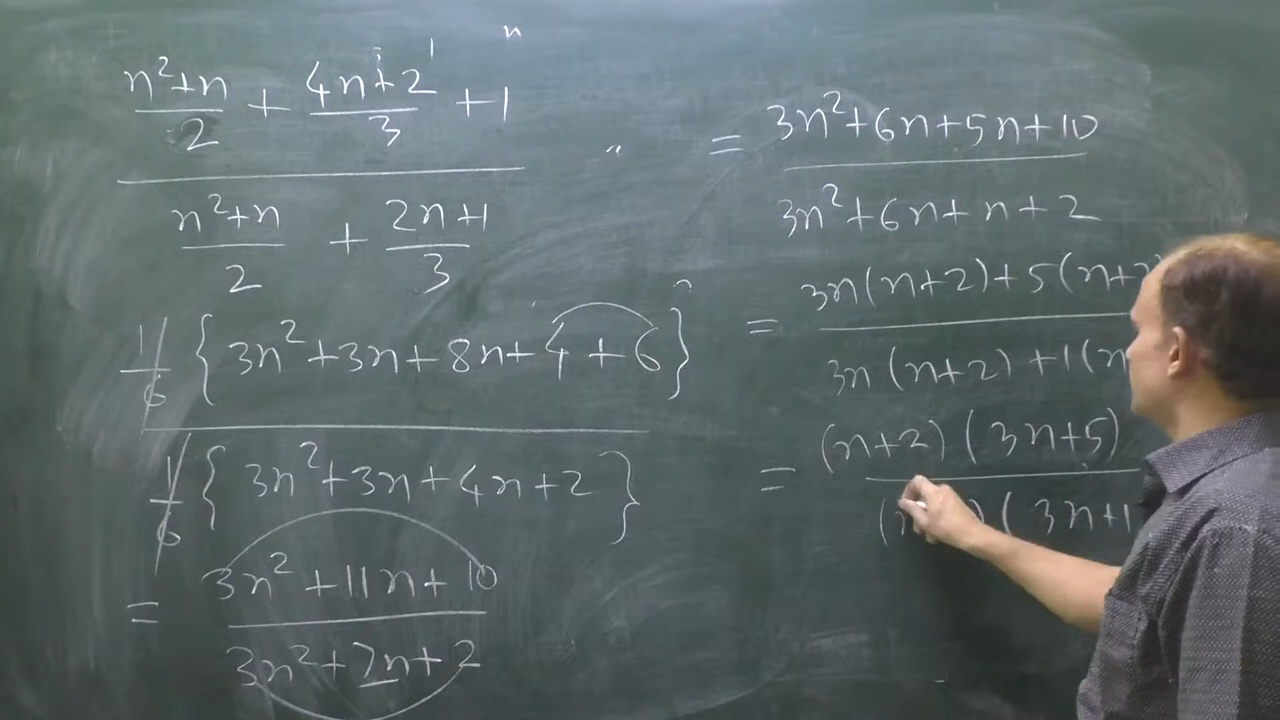 n²+n/2 + 4n+2/3 + 1
n²+n/2 + 2n+1/3
1/6 { 3n²+3n+8n+4+6 }
1/6 { 3n²+3n+4n+2 }
= 3n²+11n+10
3n²+7n+2
= 3n²+6n+5n+10
3n²+6n+n+2
= 3n(n+2)+5(n+2
3n(n+2)+1(n
= (n+2)(3n+5)
( )(3n+1